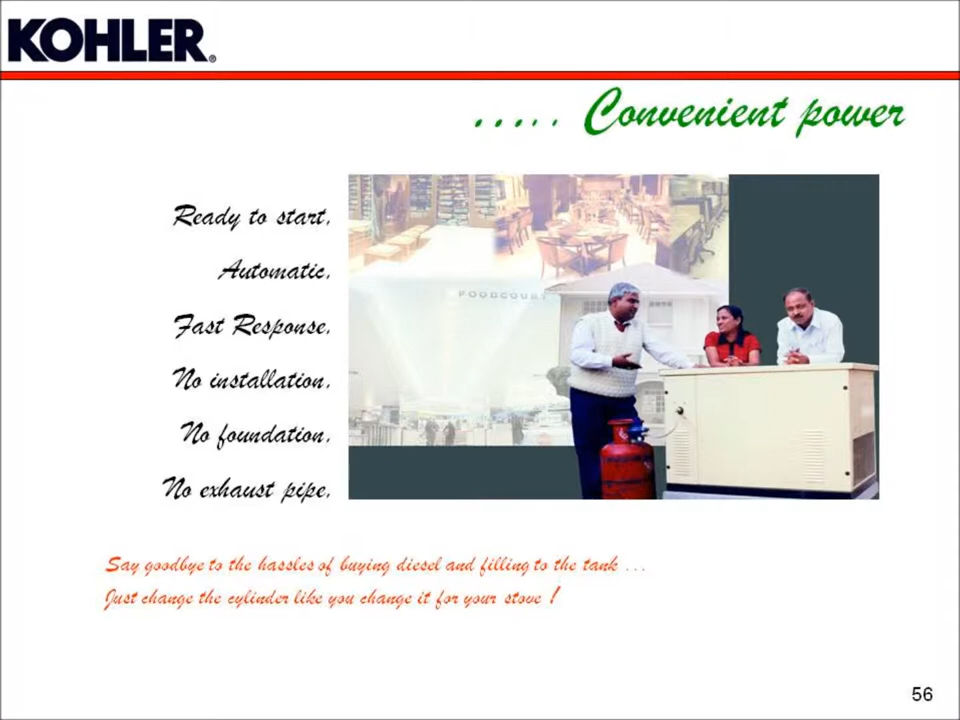 KOHLER®
..... Convenient power
Ready to start,
Automatic,
Fast Response,
No installation,
No foundation,
No exhaust pipe,
FOODCOURT
Say goodbye to the hassles of buying diesel and filling to the tank ...
Just change the cylinder like you change it for your stove !
56